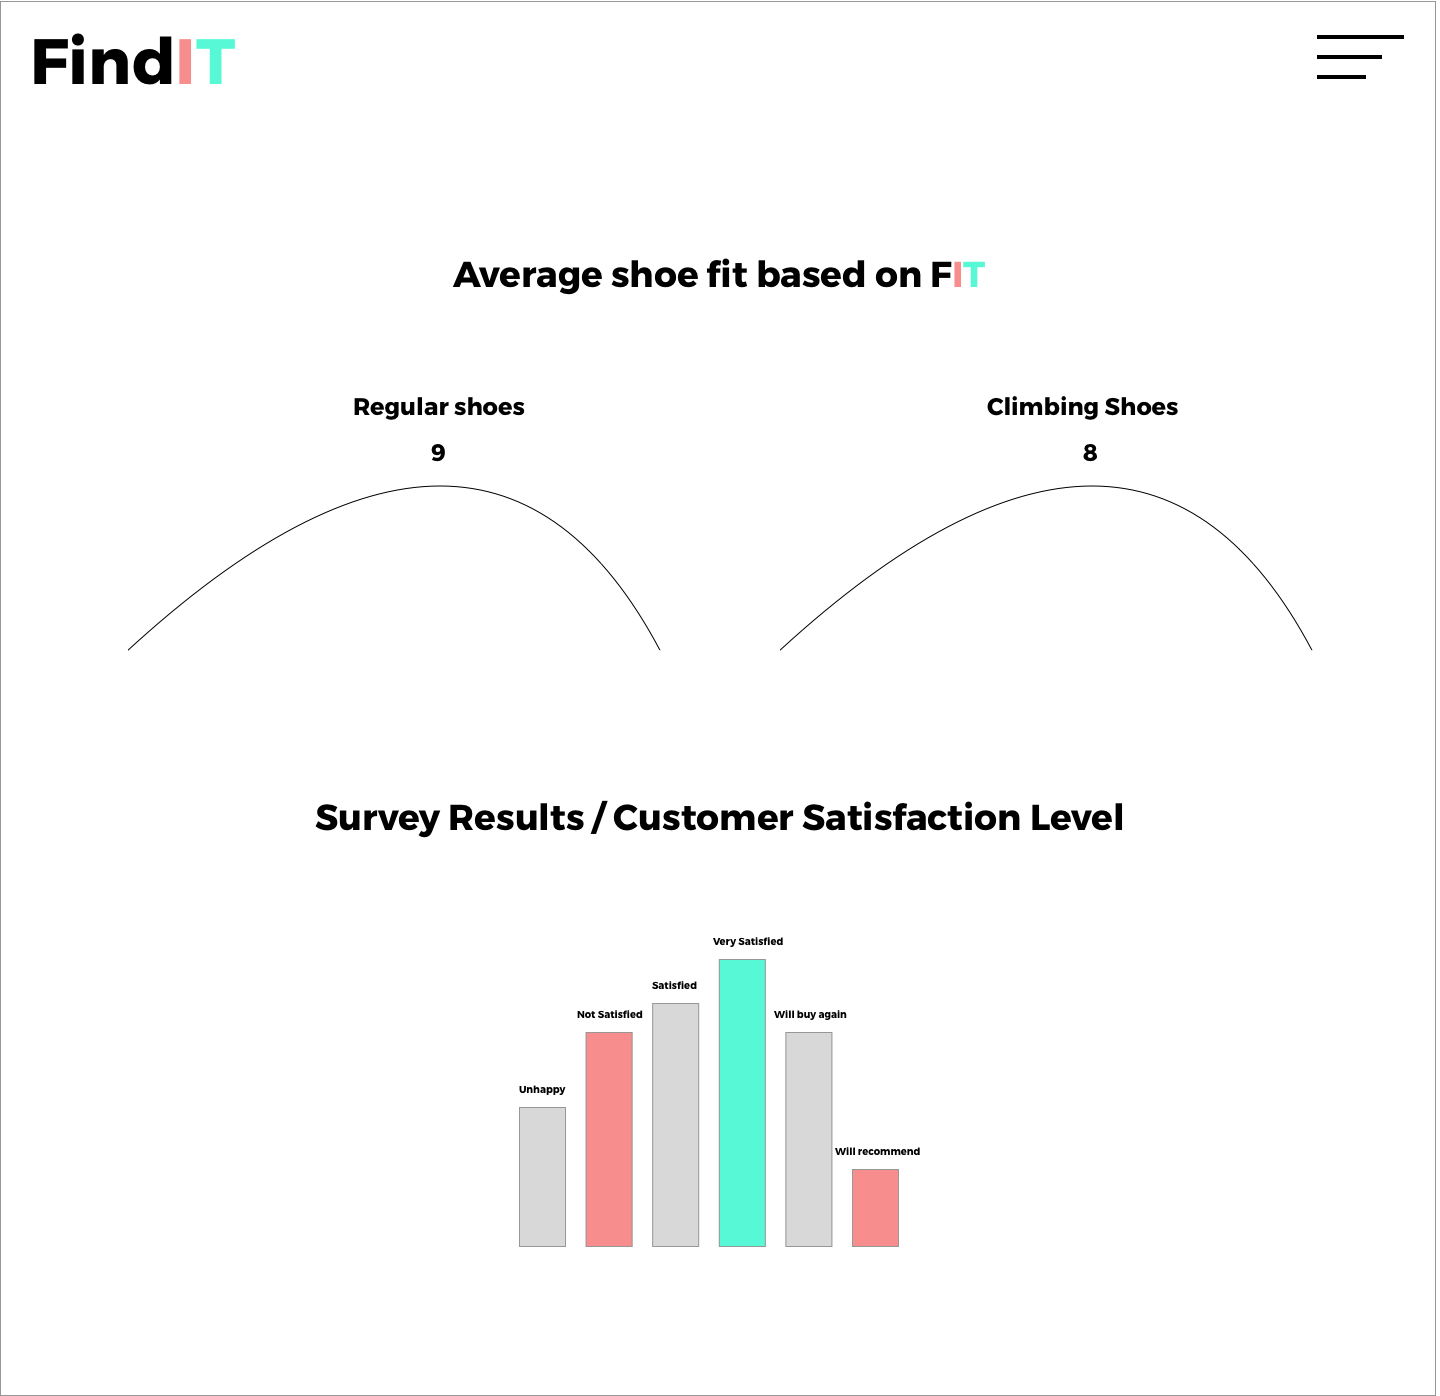 FindIT
Average shoe fit based on FIT
Regular shoes
9
Climbing Shoes
8
Survey Results / Customer Satisfaction Level
Very Satisfied
Satisfied
Not Satisfied
Will buy again
Unhappy
Will recommend